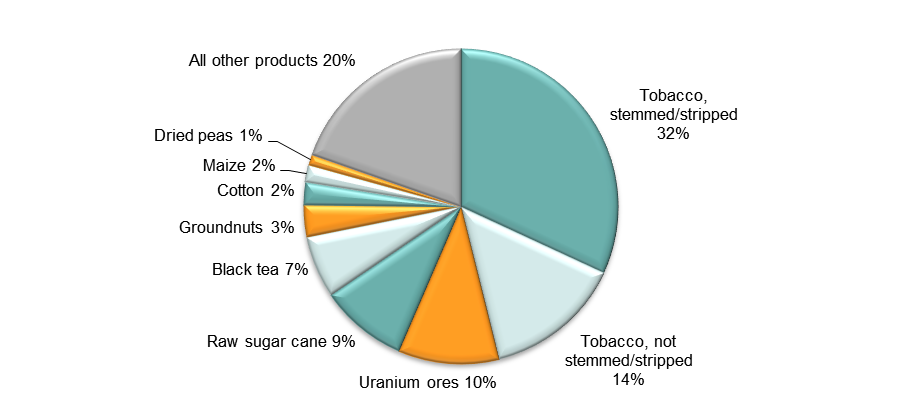 All other products 20%
Tobacco,
stemmed/stripped
32%
Dried peas 1%
Maize 2%
Cotton 2%
Groundnuts 3%
Black tea 7%
Raw sugar cane 9%
Uranium ores 10%
Tobacco, not
stemmed/stripped
14%